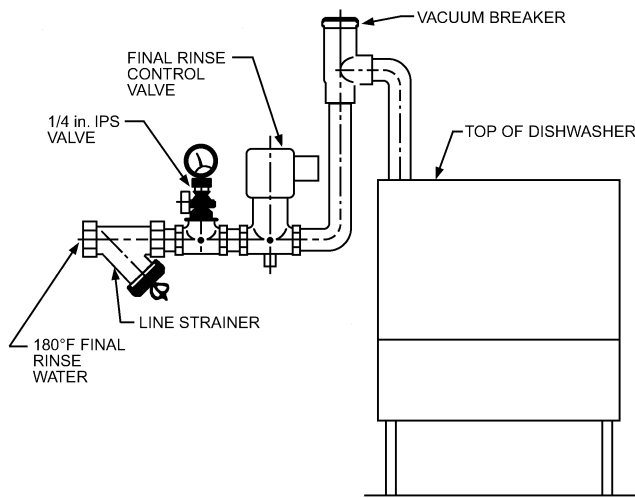 VACUUM BREAKER
FINAL RINSE
CONTROL
VALVE
1/4 in. IPS
VALVE
TOP OF DISHWASHER
LINE STRAINER
180°F FINAL
RINSE
WATER